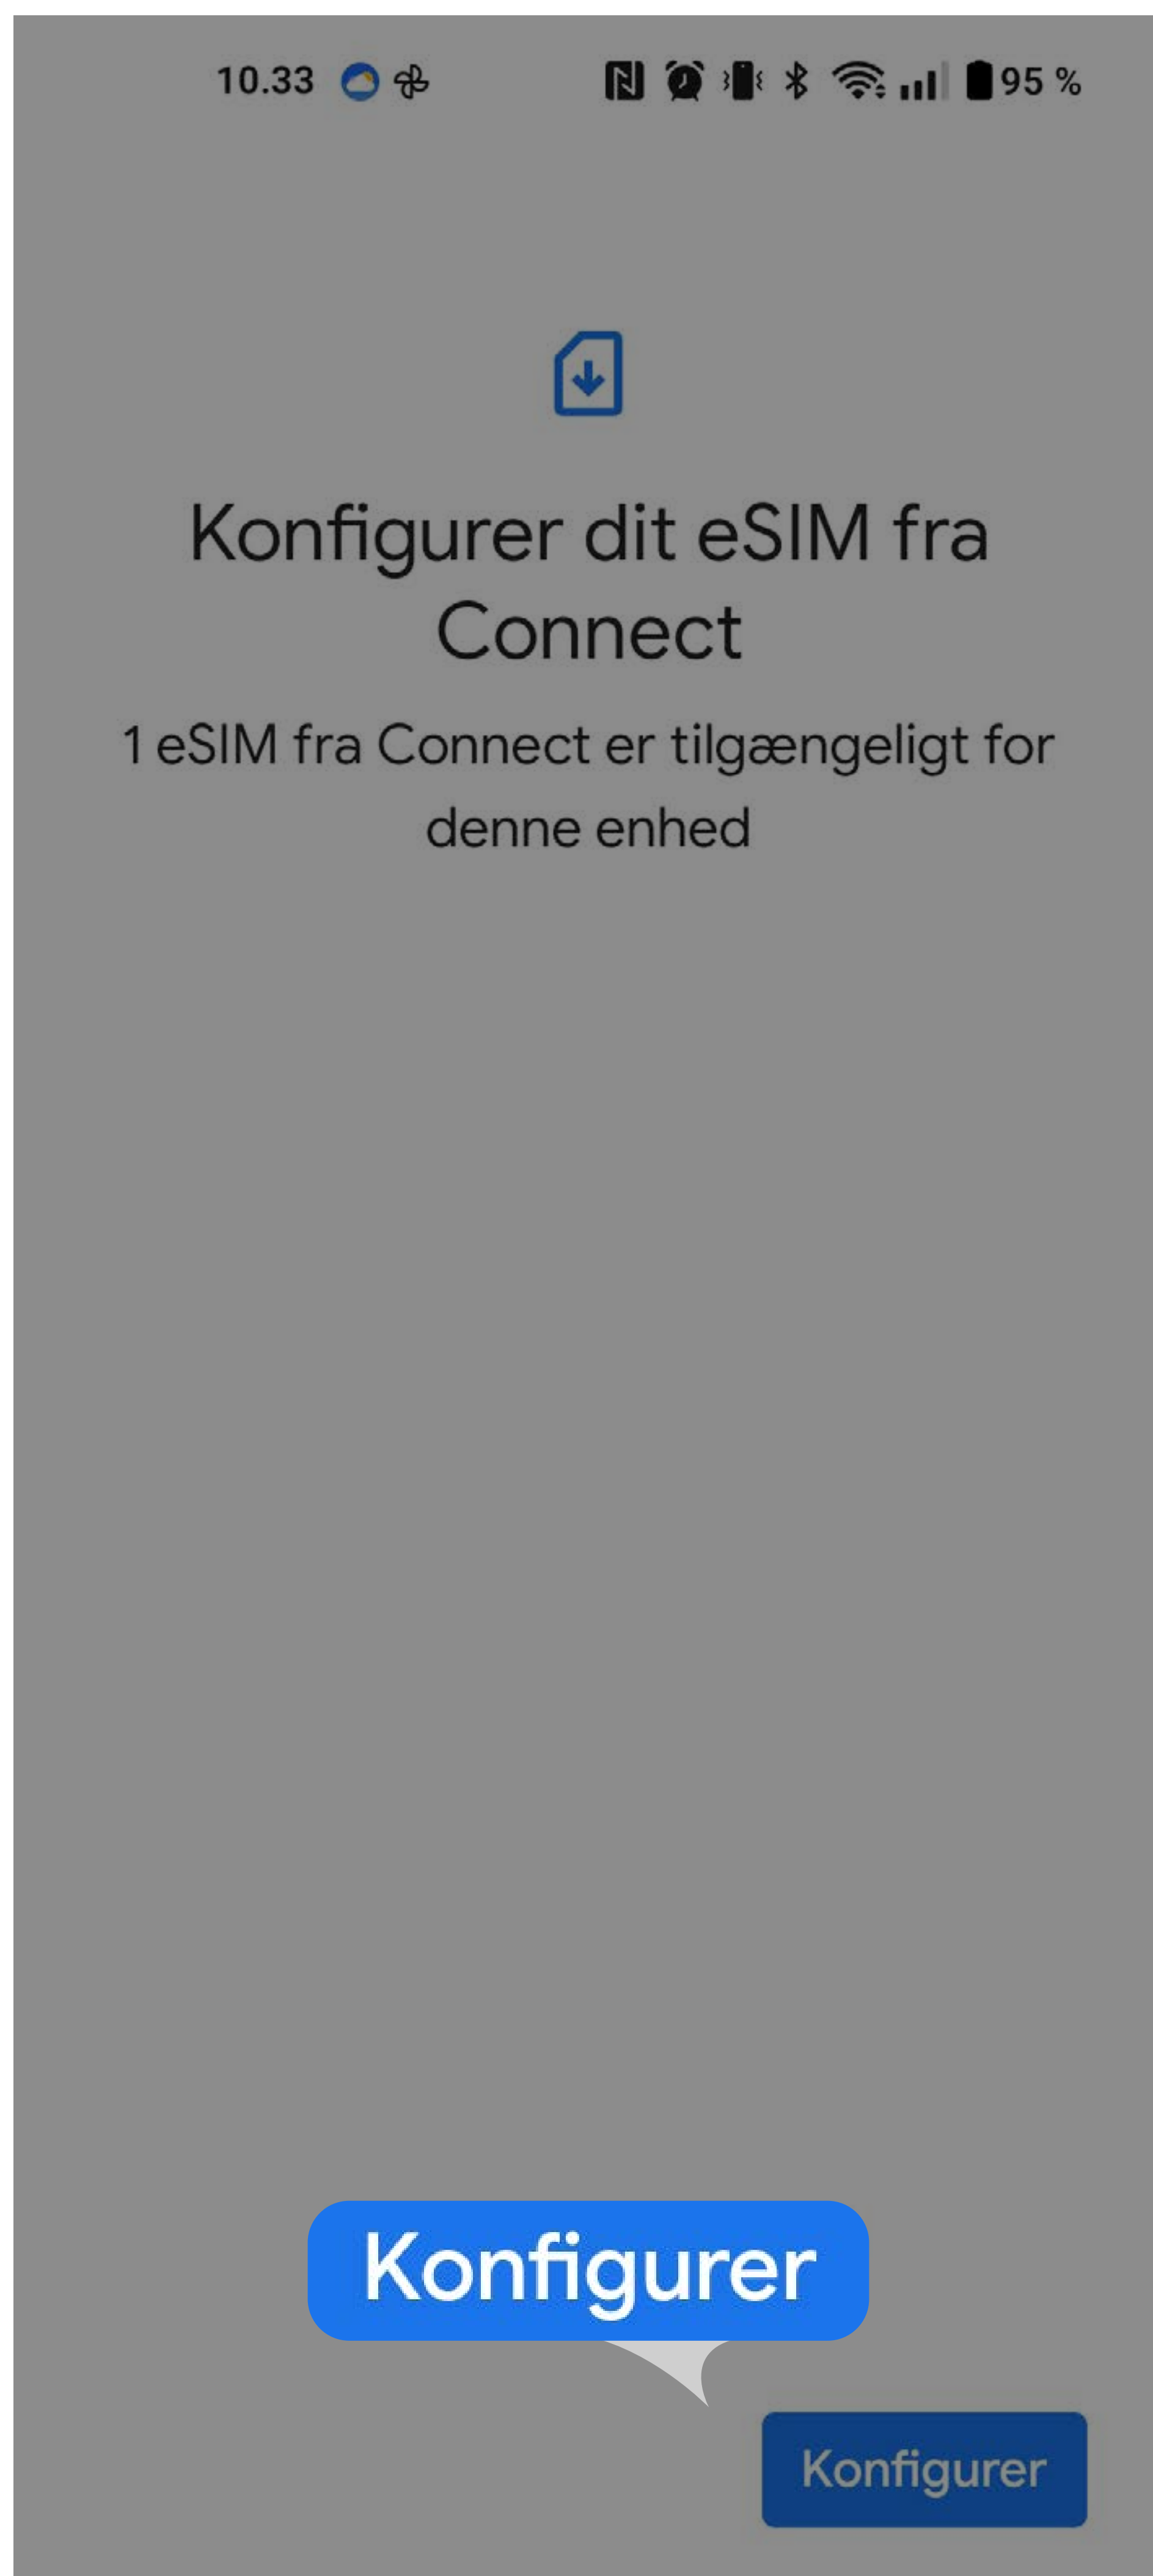 10.33 95 %
Konfigurer dit eSIM fra
Connect
1 eSIM fra Connect er tilgængeligt for
denne enhed
Konfigurer
Konfigurer